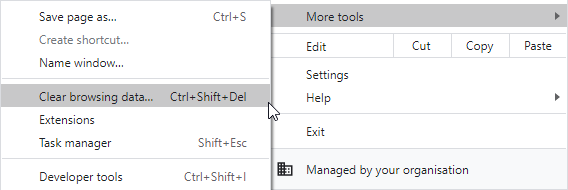 Save page as... Ctrl+S
Create shortcut...
Name window...
Clear browsing data... Ctrl+Shift+Del
Extensions
Task manager Shift+Esc
Developer tools Ctrl+Shift+I
More tools
Edit Cut Copy Paste
Settings
Help
Exit
Managed by your organisation